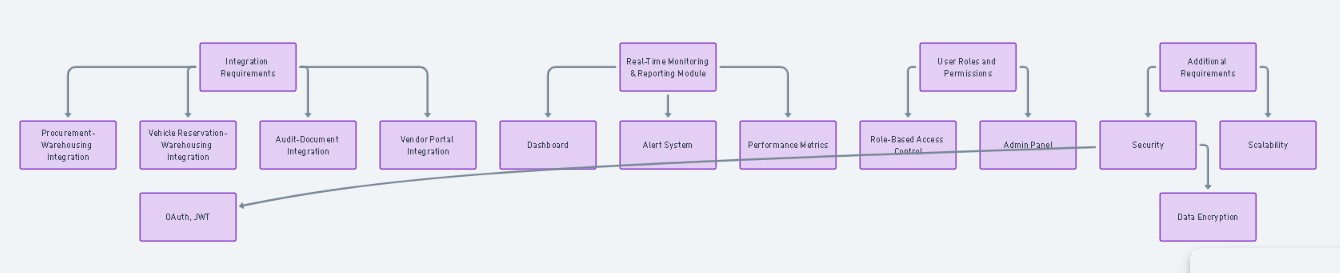 Integration
Requirements
Real-Time Monitoring
& Reporting Module
User Roles and
Permissions
Additional
Requirements
Procurement-
Warehousing
Integration
Vehicle Reservation-
Warehousing
Integration
Audit-Document
Integration
Vendor Portal
Integration
Dashboard
Alert System
Performance Metrics
Role-Based Access
Control
Admin Panel
Security
Scalability
OAuth, JWT
Data Encryption